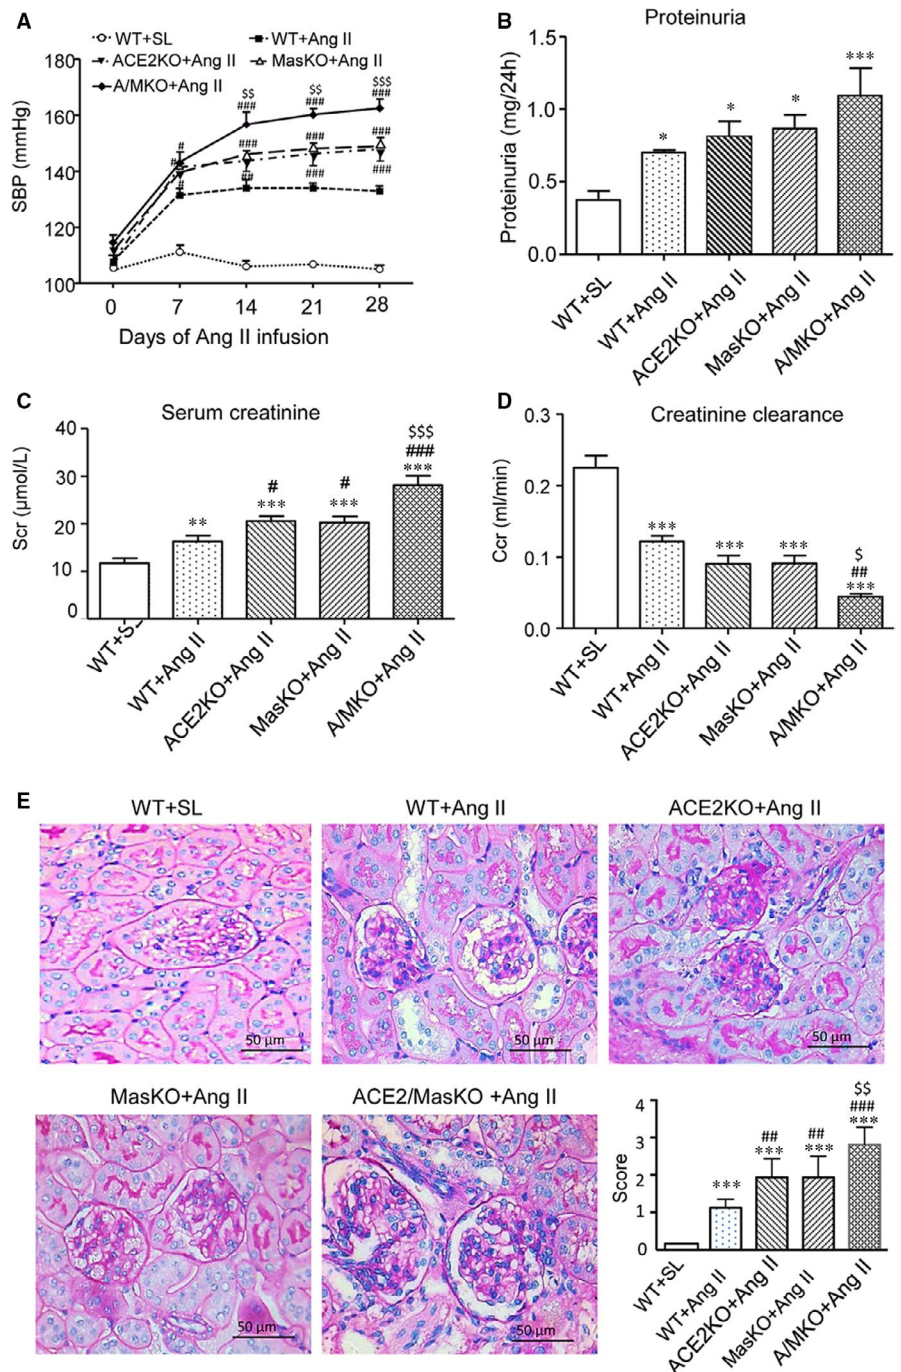 A
WT+SL
WT+Ang II
ACE2KO+Ang II
MasKO+Ang II
A/MKO+Ang II
SBP (mmHg)
180
160
140
120
100
$$
###
$$
###
$$$
###
#
#
###
###
###
#
##
###
###
0 7 14 21 28
Days of Ang II infusion
B
Proteinuria
Proteinuria (mg/24h)
1.5
1.0
0.5
0.0
*
*
*
***
WT+SL
WT+Ang II
ACE2KO+Ang II
MasKO+Ang II
A/MKO+Ang II
C
Serum creatinine
Scr (μmol/L)
40
30
20
10
0
**
#
***
#
***
$$$
###
***
WT+SL
WT+Ang II
ACE2KO+Ang II
MasKO+Ang II
A/MKO+Ang II
D
Creatinine clearance
Ccr (ml/min)
0.3
0.2
0.1
0.0
***
***
***
$
##
***
WT+SL
WT+Ang II
ACE2KO+Ang II
MasKO+Ang II
A/MKO+Ang II
E
WT+SL
WT+Ang II
ACE2KO+Ang II
50 μm
50 μm
50 μm
MasKO+Ang II
ACE2/MasKO +Ang II
50 μm
50 μm
Score
4
3
2
1
0
***
##
***
##
***
$$
###
***
WT+SL
WT+Ang II
ACE2KO+Ang II
MasKO+Ang II
A/MKO+Ang II